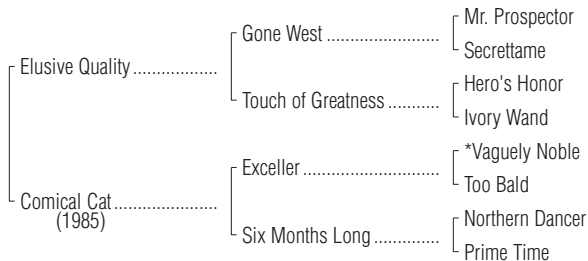 Mr. Prospector
Gone West
Secrettame
Elusive Quality
Hero's Honor
Touch of Greatness
Ivory Wand
*Vaguely Noble
Exceller
Too Bald
Comical Cat
(1985)
Northern Dancer
Six Months Long
Prime Time